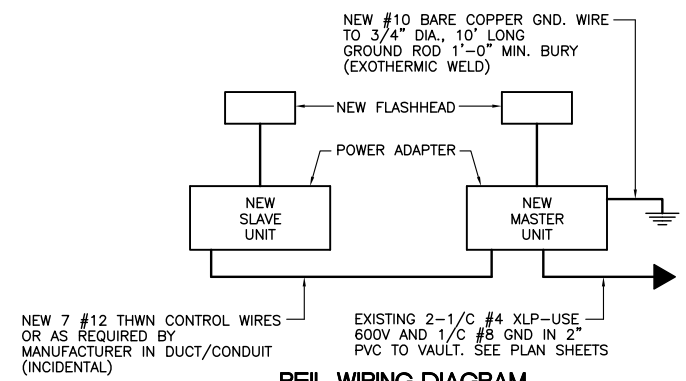 NEW #10 BARE COPPER GND. WIRE
TO 3/4" DIA., 10' LONG
GROUND ROD 1'-0" MIN. BURY
(EXOTHERMIC WELD)
NEW FLASHHEAD
POWER ADAPTER
NEW
SLAVE
UNIT
NEW
MASTER
UNIT
NEW 7 #12 THWN CONTROL WIRES
OR AS REQUIRED BY
MANUFACTURER IN DUCT/CONDUIT
(INCIDENTAL)
EXISTING 2-1/C #4 XLP-USE
600V AND 1/C #8 GND IN 2"
PVC TO VAULT. SEE PLAN SHEETS
REIL WIRING DIAGRAM